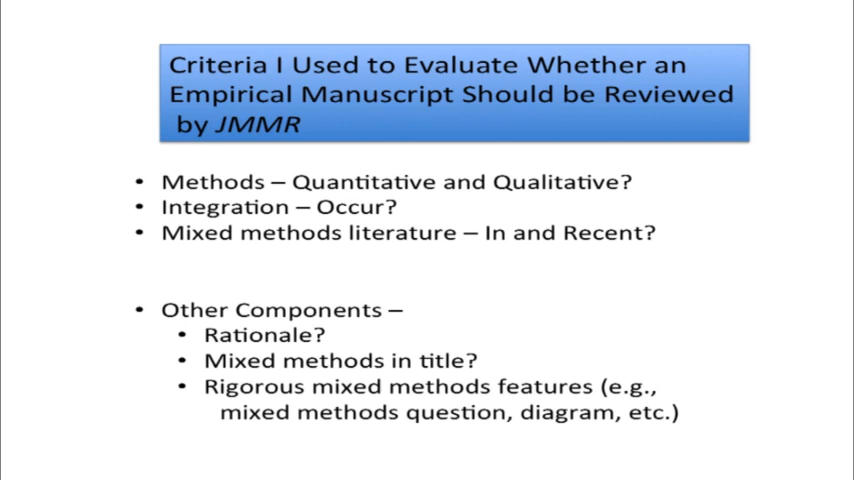 Criteria I Used to Evaluate Whether an
Empirical Manuscript Should be Reviewed
by JMMR
• Methods – Quantitative and Qualitative?
• Integration – Occur?
• Mixed methods literature – In and Recent?
• Other Components –
• Rationale?
• Mixed methods in title?
• Rigorous mixed methods features (e.g.,
mixed methods question, diagram, etc.)